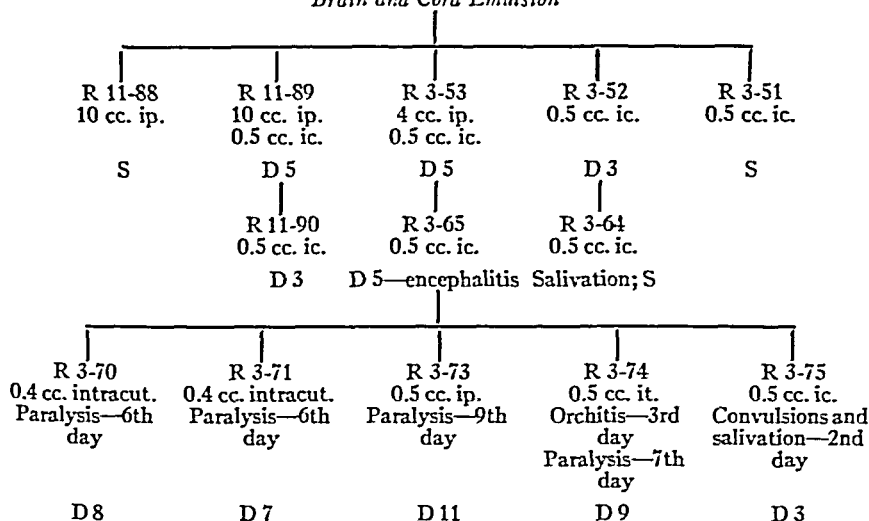 Brain and Cord Emulsion
R 11-88 R 11-89 R 3-53 R 3-52 R 3-51
10 cc. ip. 10 cc. ip. 4 cc. ip. 0.5 cc. ic. 0.5 cc. ic.
0.5 cc. ic. 0.5 cc. ic.
S D 5 D 5 D 3 S
R 11-90 R 3-65 R 3-64
0.5 cc. ic. 0.5 cc. ic. 0.5 cc. ic.
D 3 D 5—encephalitis Salivation; S
R 3-70 R 3-71 R 3-73 R 3-74 R 3-75
0.4 cc. intracut. 0.4 cc. intracut. 0.5 cc. ip. 0.5 cc. it. 0.5 cc. ic.
Paralysis—6th Paralysis—6th Paralysis—9th Orchitis—3rd Convulsions and
day day day day salivation—2nd
Paralysis—7th day
day
D 8 D 7 D 11 D 9 D 3